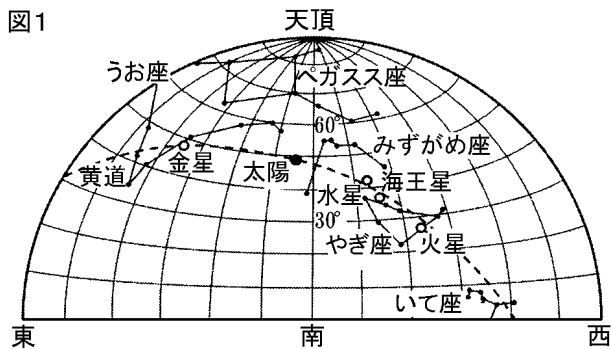 図1
天頂
うお座
ペガスス座
60°
みずがめ座
金星
黄道
太陽
水星
海王星
30°
やぎ座
火星
いて座
東
南
西